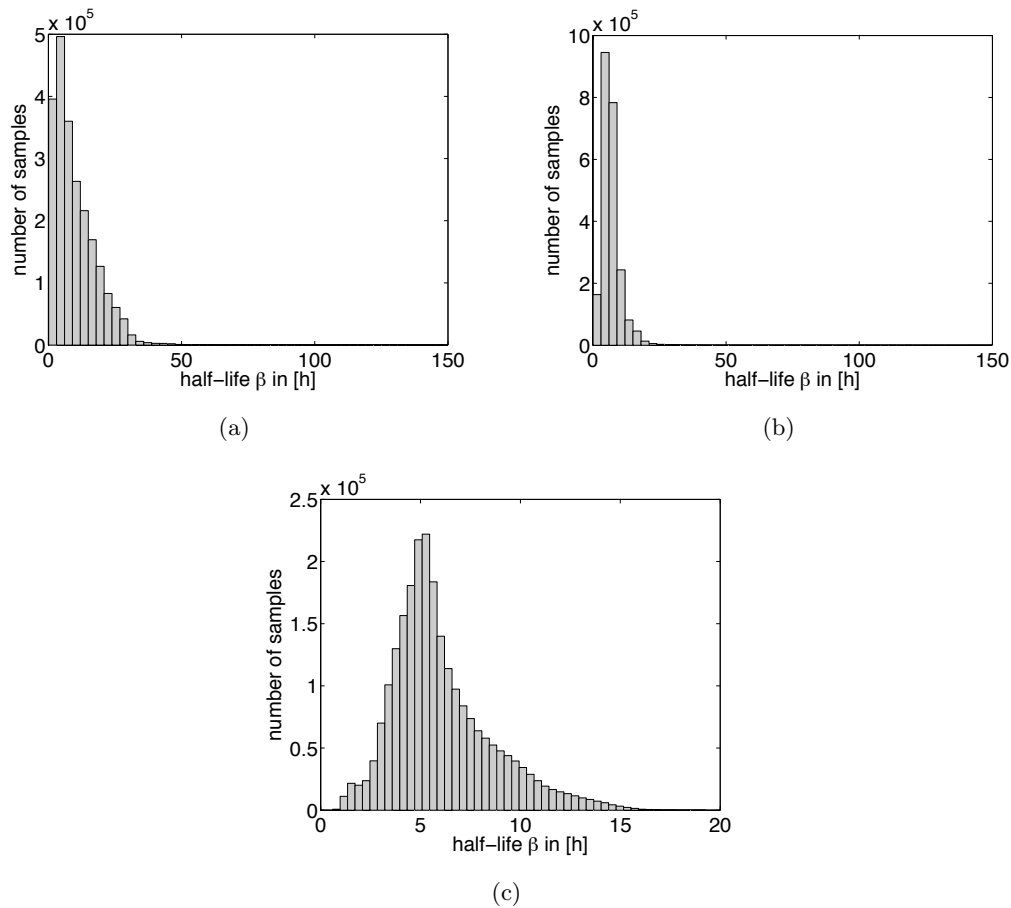 x 10^5
5
4
3
2
1
0
0 50 100 150
number of samples
half−life β in [h]
(a)
x 10^5
10
8
6
4
2
0
0 50 100 150
number of samples
half−life β in [h]
(b)
x 10^5
2.5
2
1.5
1
0.5
0
0 5 10 15 20
number of samples
half−life β in [h]
(c)